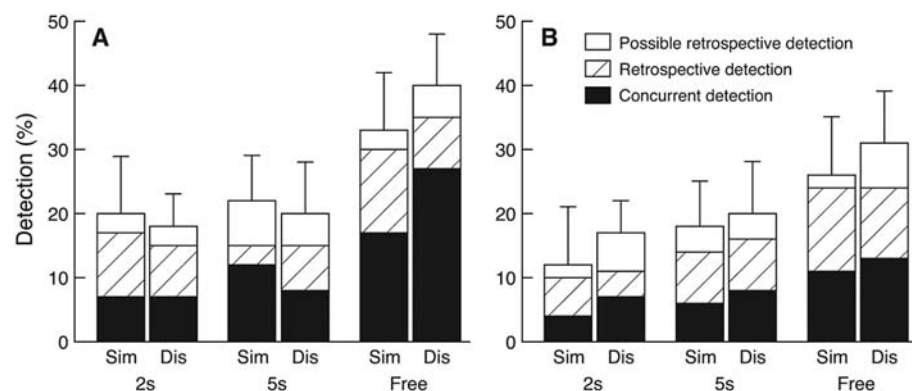 A
B
50
40
30
20
10
0
Detection (%)
Sim Dis Sim Dis Sim Dis
2s 5s Free
50
40
30
20
10
0
Possible retrospective detection
Retrospective detection
Concurrent detection
Sim Dis Sim Dis Sim Dis
2s 5s Free